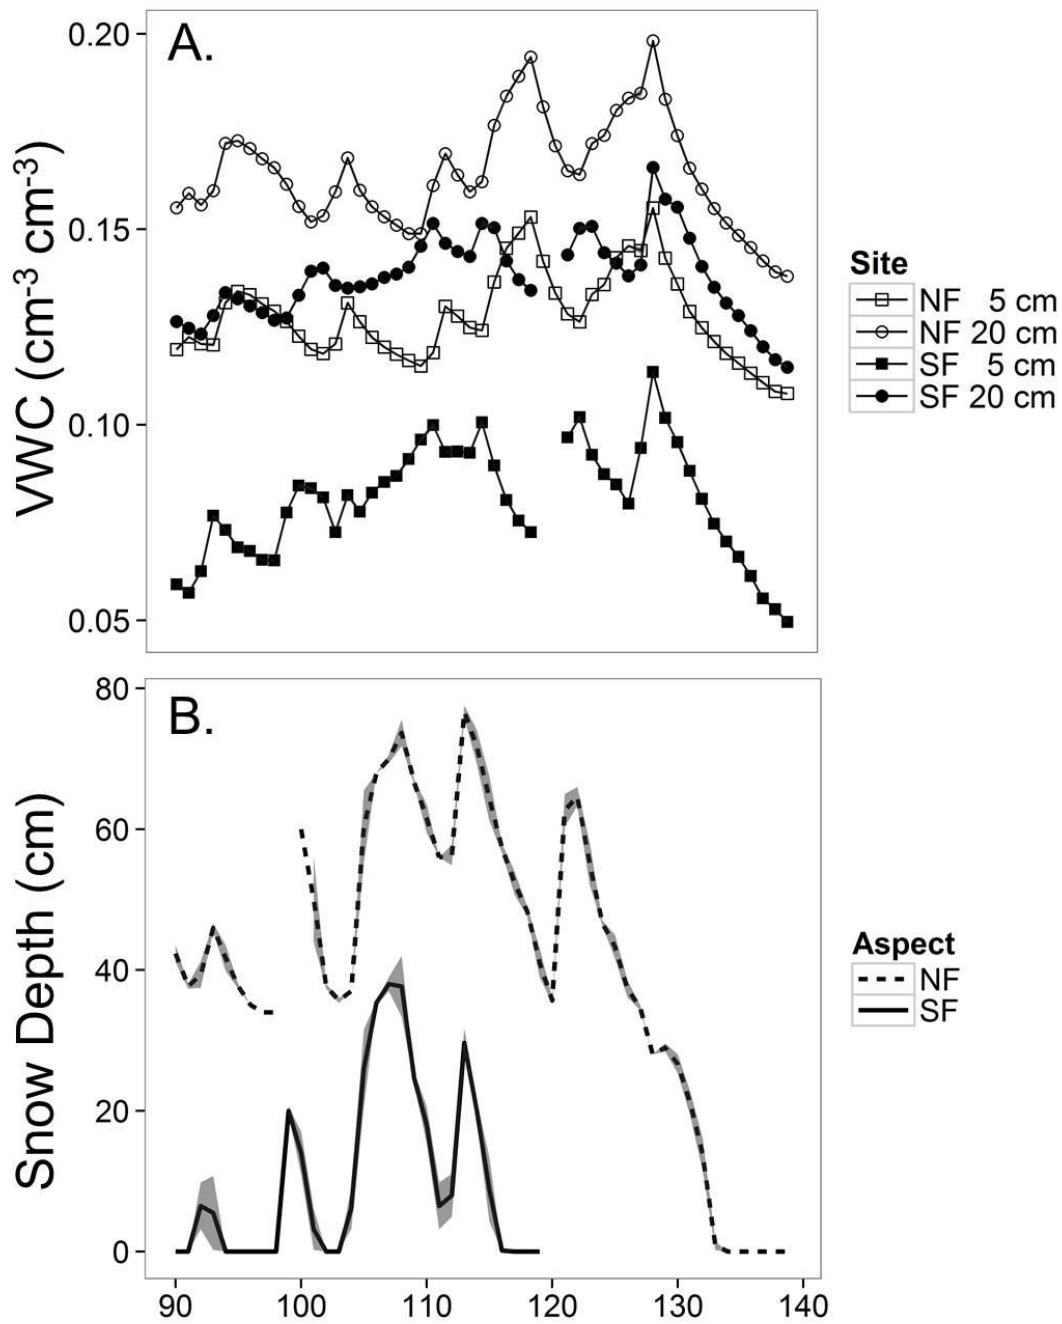 A.
0.20
0.15
0.10
0.05
VWC (cm⁻³ cm⁻³)
Site
NF 5 cm
NF 20 cm
SF 5 cm
SF 20 cm
B.
80
60
40
20
0
Snow Depth (cm)
Aspect
NF
SF
90 100 110 120 130 140